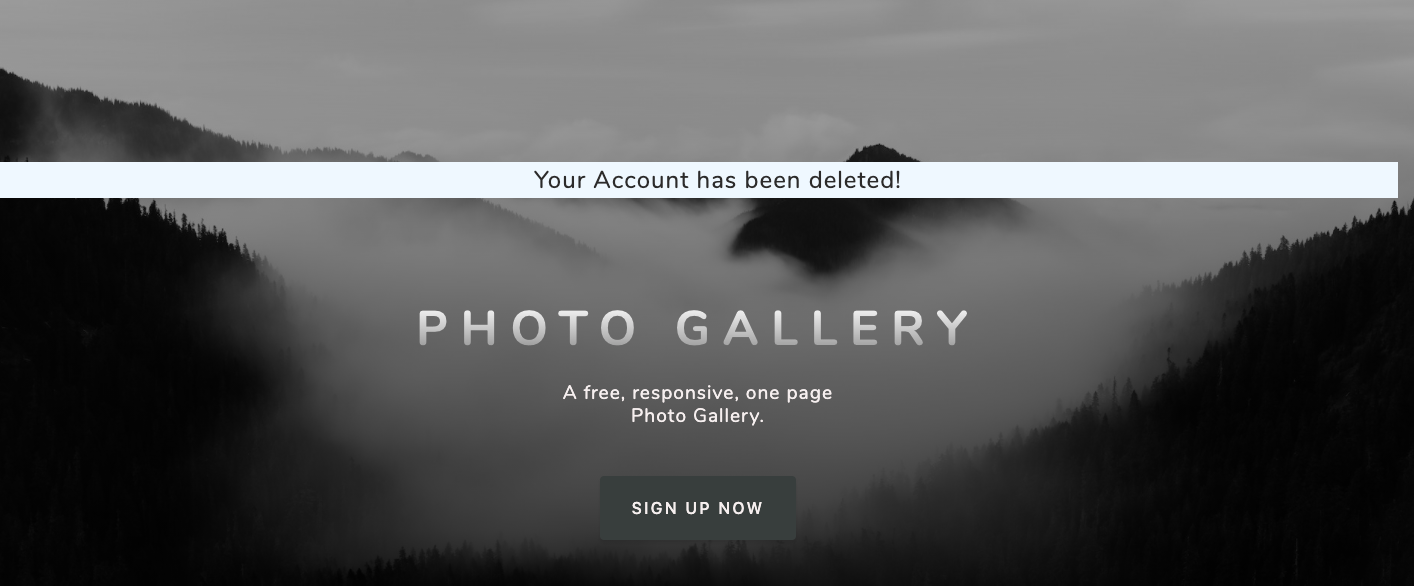 Your Account has been deleted!
PHOTO GALLERY
A free, responsive, one page
Photo Gallery.
SIGN UP NOW